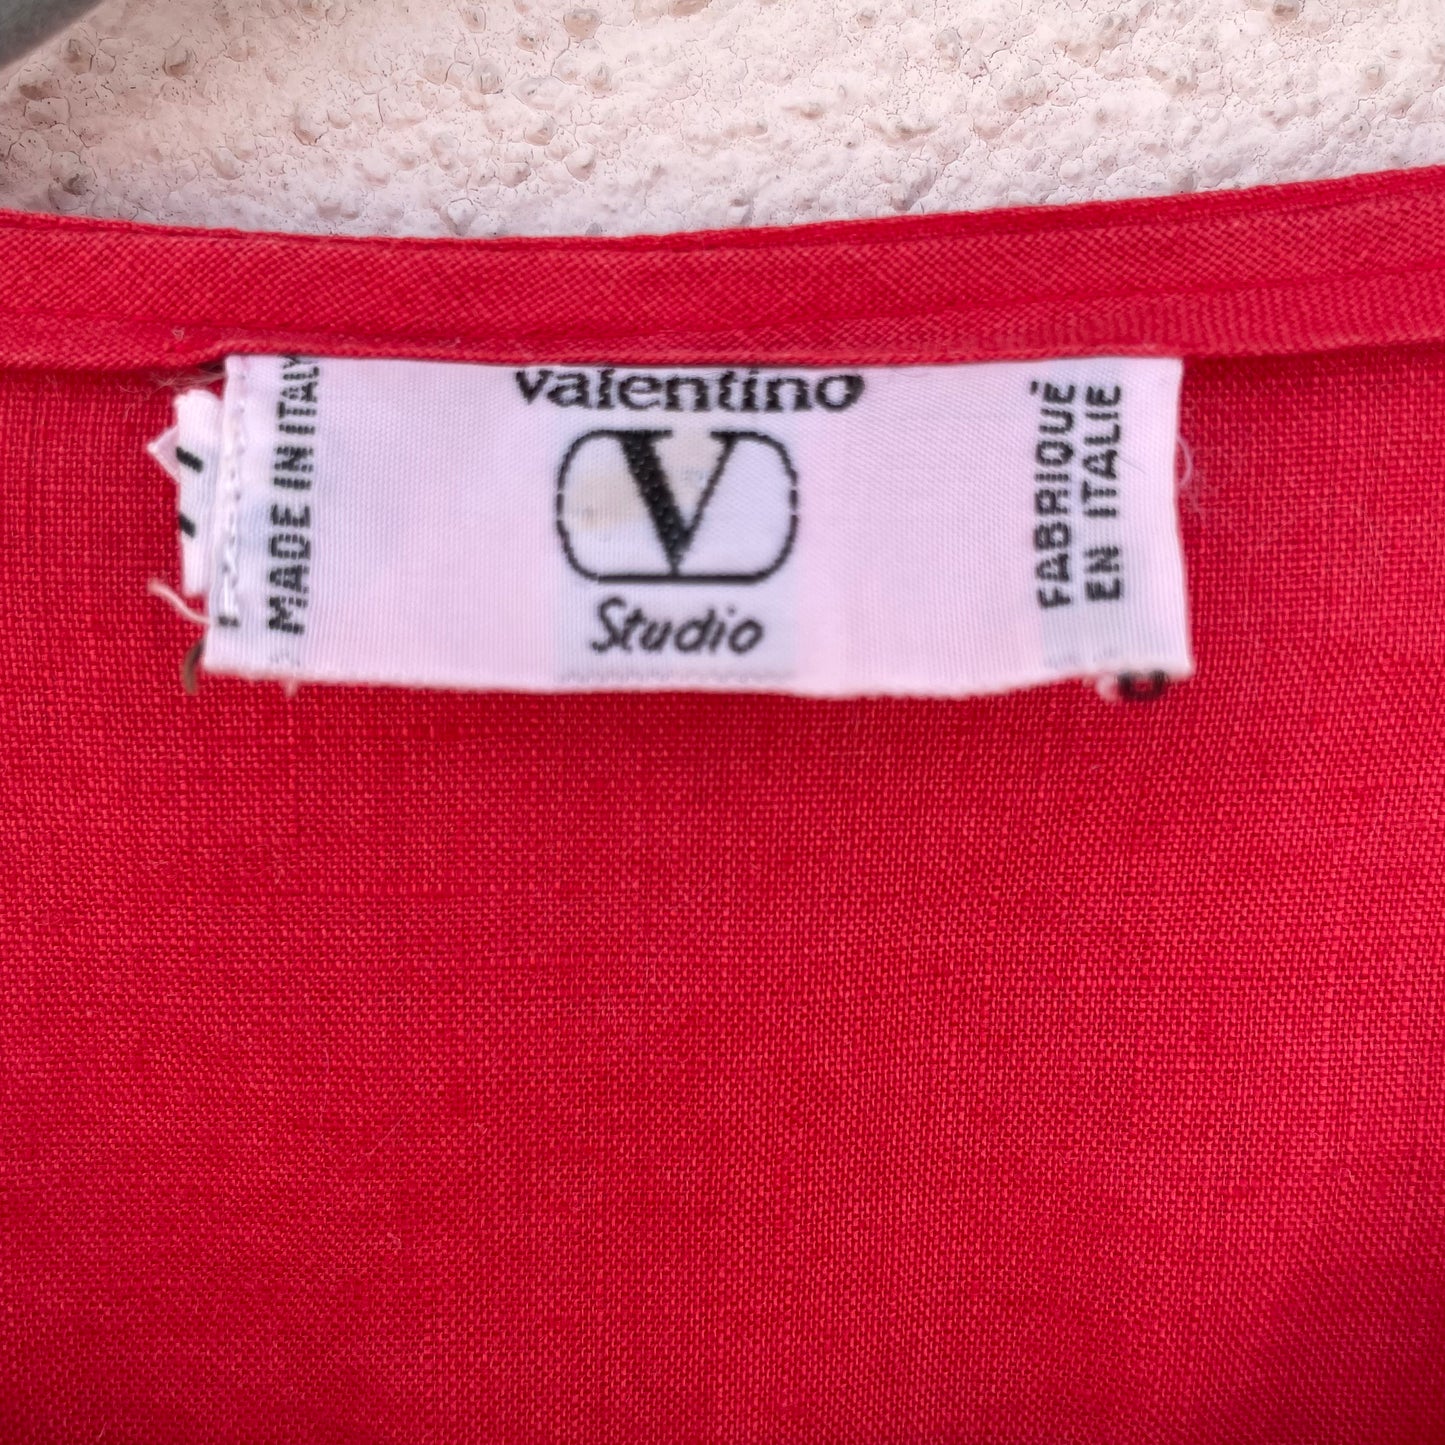 MADE IN ITALY
valentino
V
Studio
FABRIQUÉ
EN ITALIE